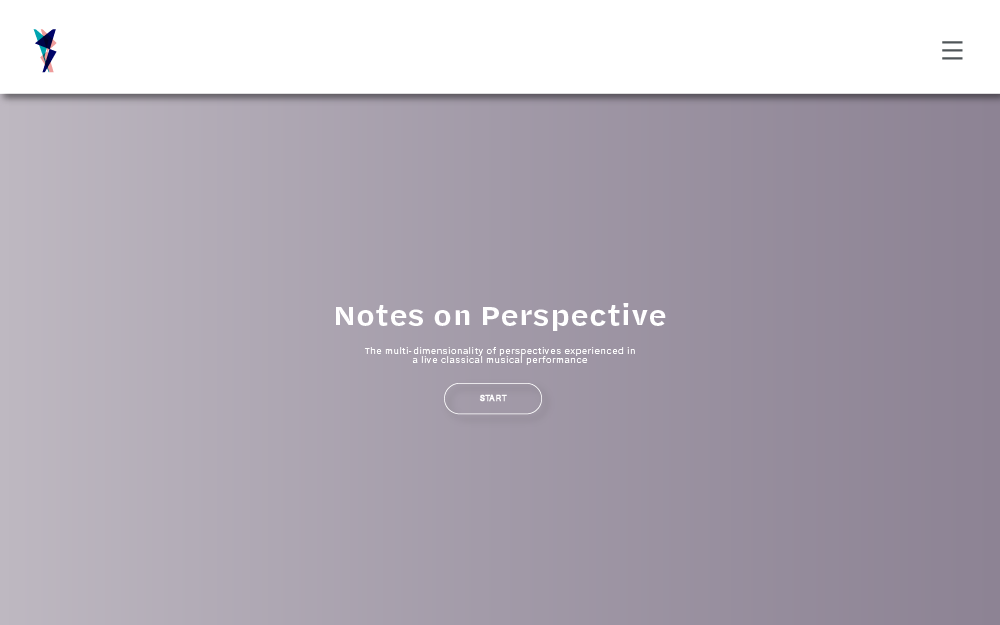 Notes on Perspective
The multi-dimensionality of perspectives experienced in
a live classical musical performance
START